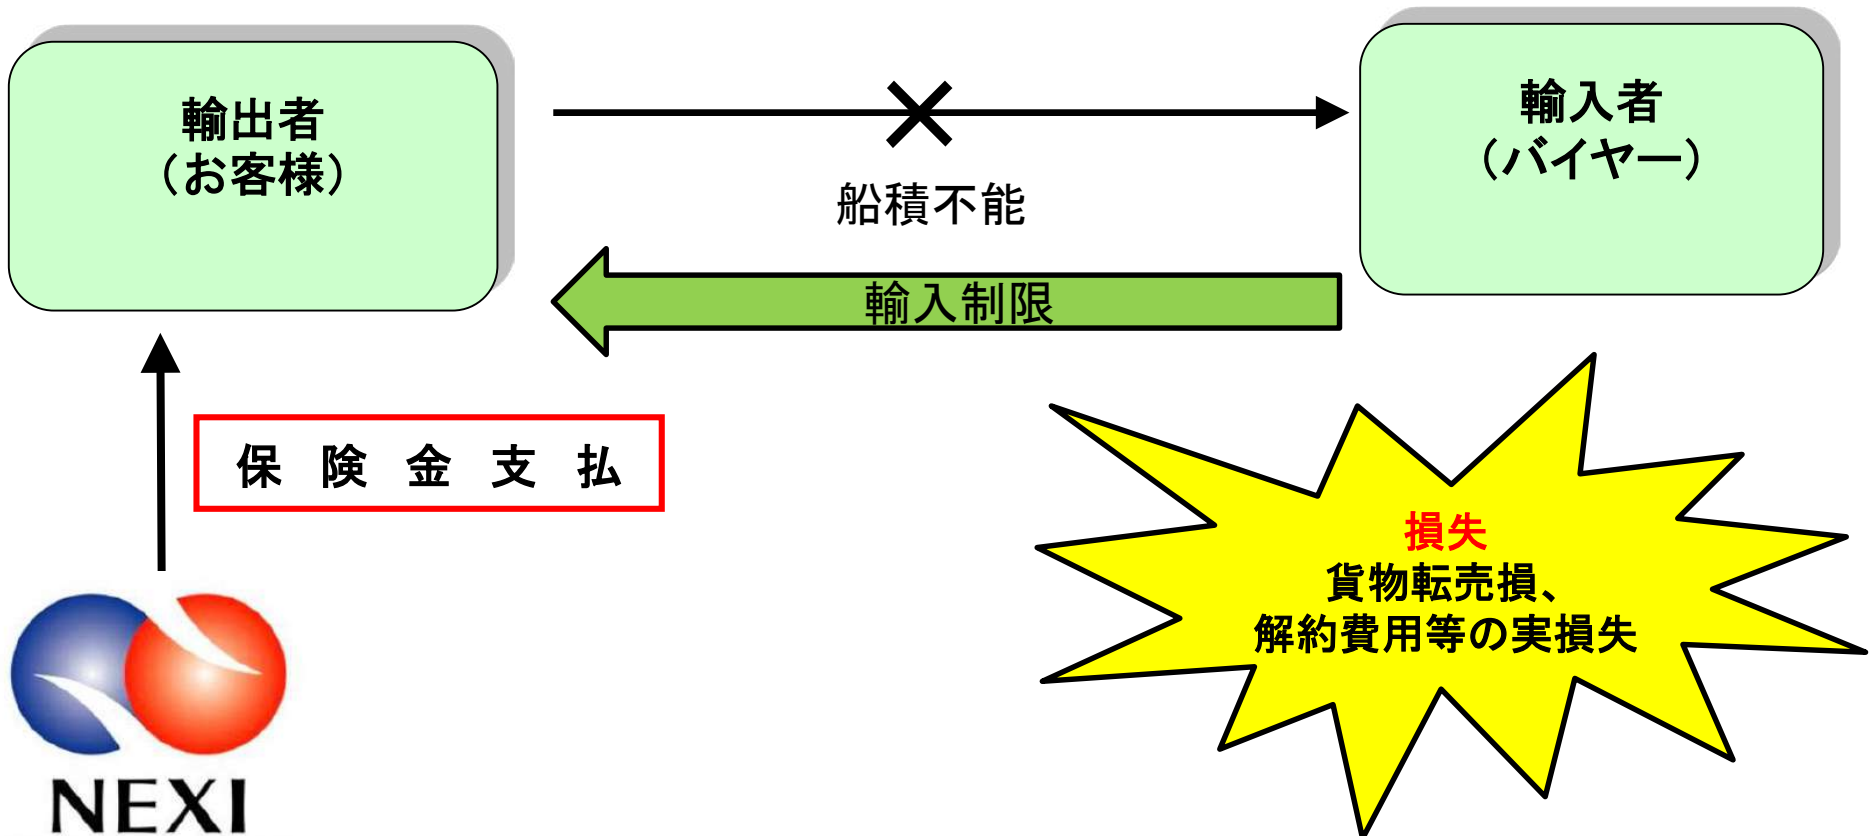 輸出者
（お客様）
輸入者
（バイヤー）
船積不能
輸入制限
保 険 金 支 払
損失
貨物転売損、
解約費用等の実損失
NEXI